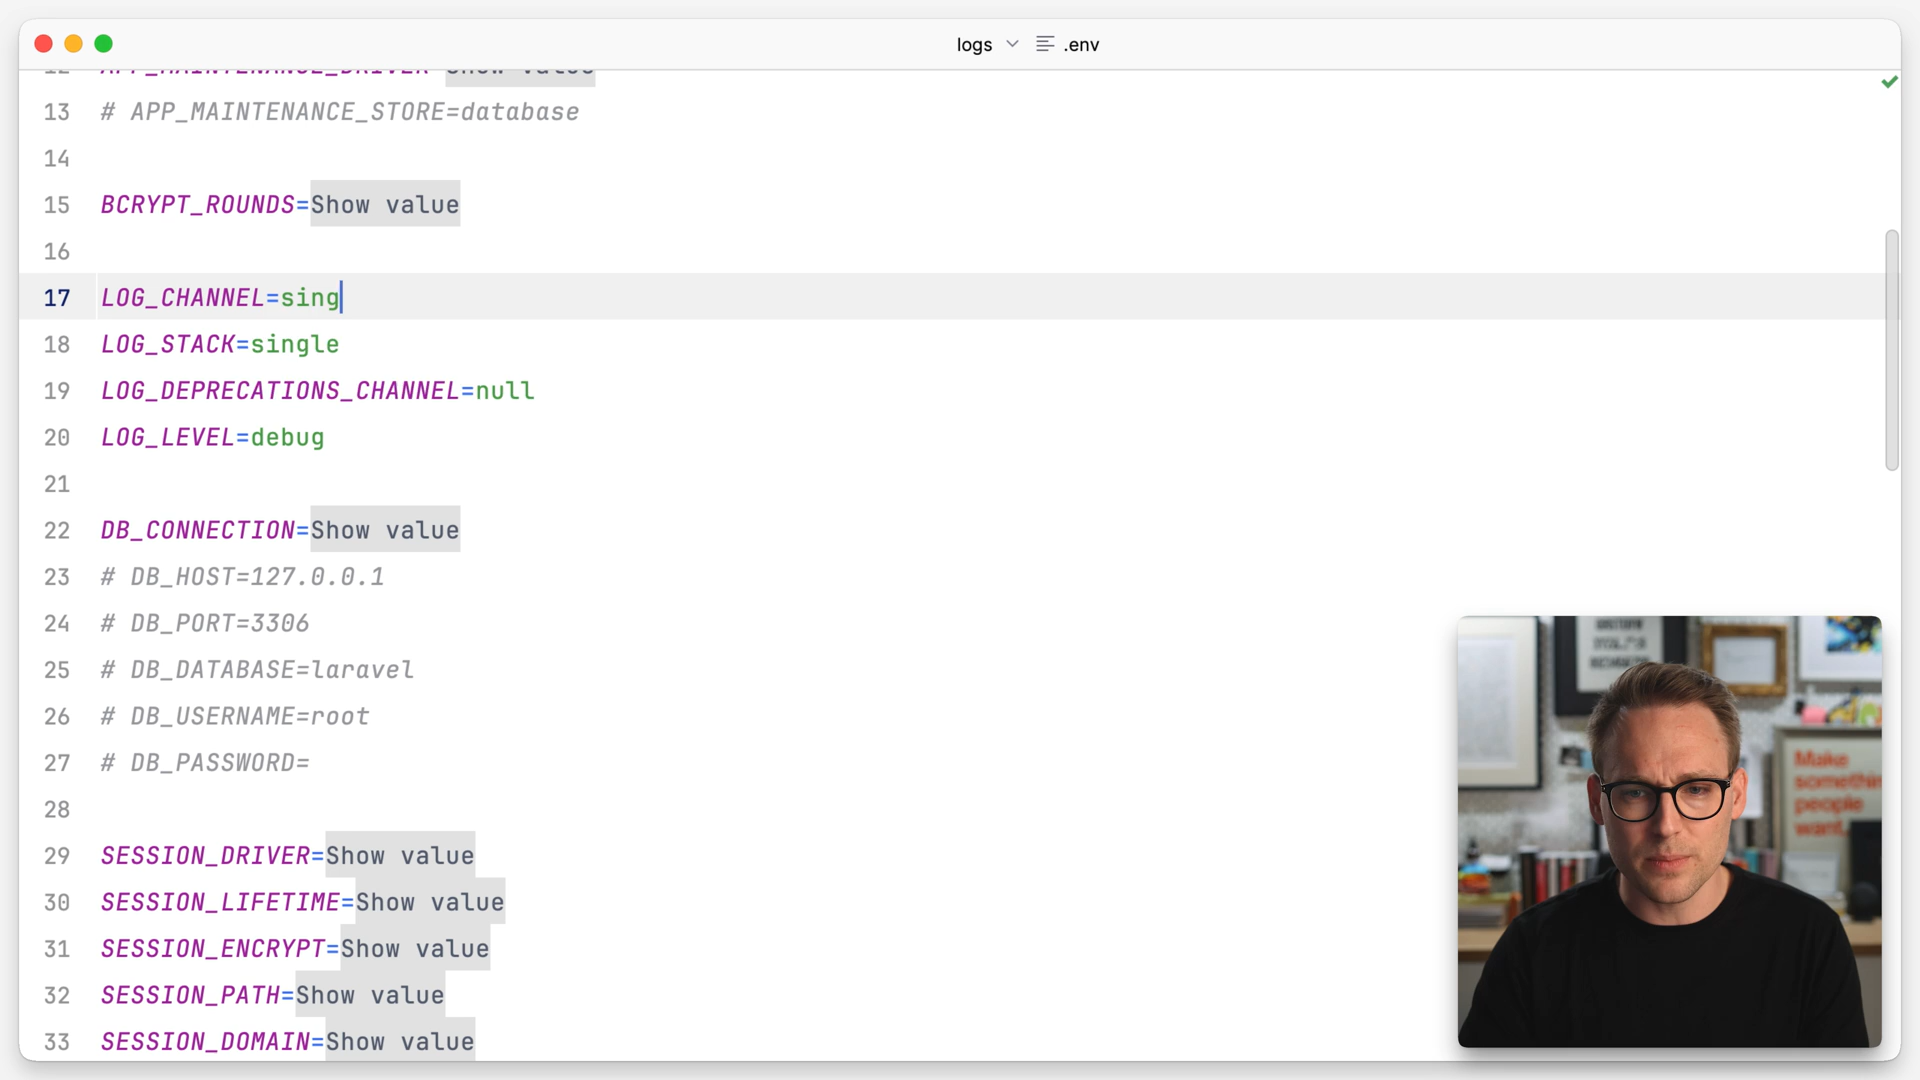 logs .env
13 # APP_MAINTENANCE_STORE=database
14
15 BCRYPT_ROUNDS=Show value
16
17 LOG_CHANNEL=sing
18 LOG_STACK=single
19 LOG_DEPRECATIONS_CHANNEL=null
20 LOG_LEVEL=debug
21
22 DB_CONNECTION=Show value
23 # DB_HOST=127.0.0.1
24 # DB_PORT=3306
25 # DB_DATABASE=laravel
26 # DB_USERNAME=root
27 # DB_PASSWORD=
28
29 SESSION_DRIVER=Show value
30 SESSION_LIFETIME=Show value
31 SESSION_ENCRYPT=Show value
32 SESSION_PATH=Show value
33 SESSION_DOMAIN=Show value
Make
people
want